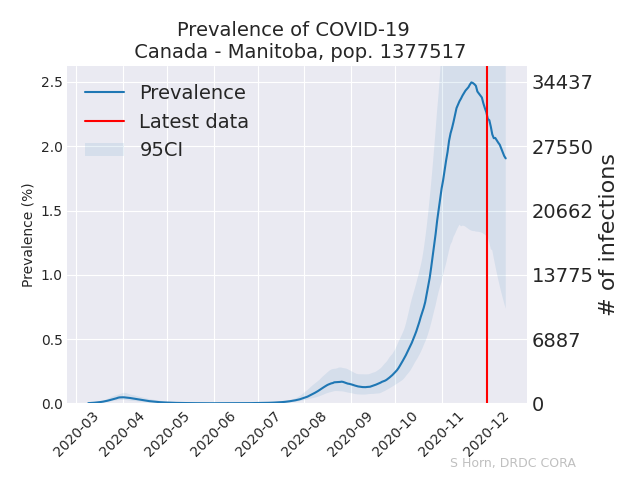 Prevalence of COVID-19
Canada - Manitoba, pop. 1377517
Prevalence
Latest data
95CI
Prevalence (%)
2.5
2.0
1.5
1.0
0.5
0.0
34437
27550
20662
13775
6887
0
# of infections
2020-03
2020-04
2020-05
2020-06
2020-07
2020-08
2020-09
2020-10
2020-11
2020-12
S Horn, DRDC CORA